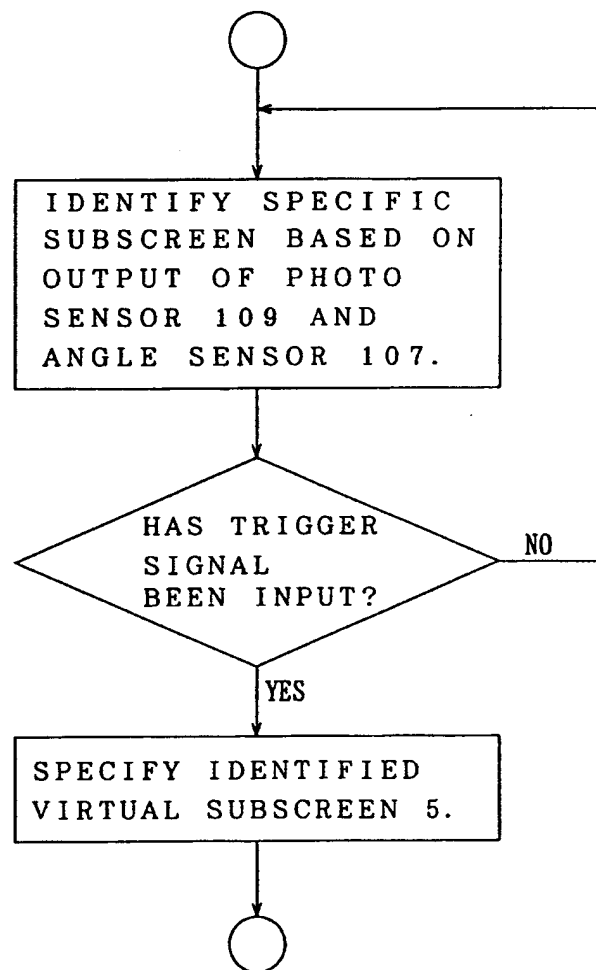 IDENTIFY SPECIFIC
SUBSCREEN BASED ON
OUTPUT OF PHOTO
SENSOR 109 AND
ANGLE SENSOR 107.
HAS TRIGGER
SIGNAL
BEEN INPUT?
NO
YES
SPECIFY IDENTIFIED
VIRTUAL SUBSCREEN 5.